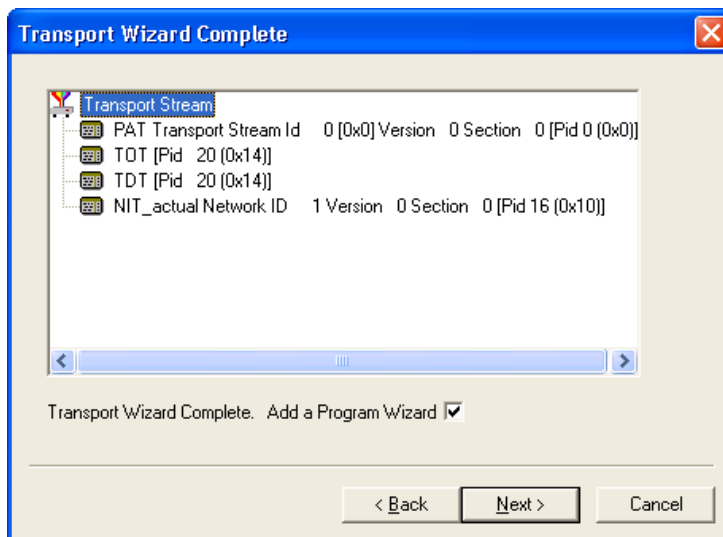 Transport Wizard Complete
Transport Stream
PAT Transport Stream Id 0 [0x0] Version 0 Section 0 [Pid 0 (0x0)]
TOT [Pid 20 (0x14)]
TDT [Pid 20 (0x14)]
NIT_actual Network ID 1 Version 0 Section 0 [Pid 16 (0x10)]
Transport Wizard Complete. Add a Program Wizard
< Back Next > Cancel